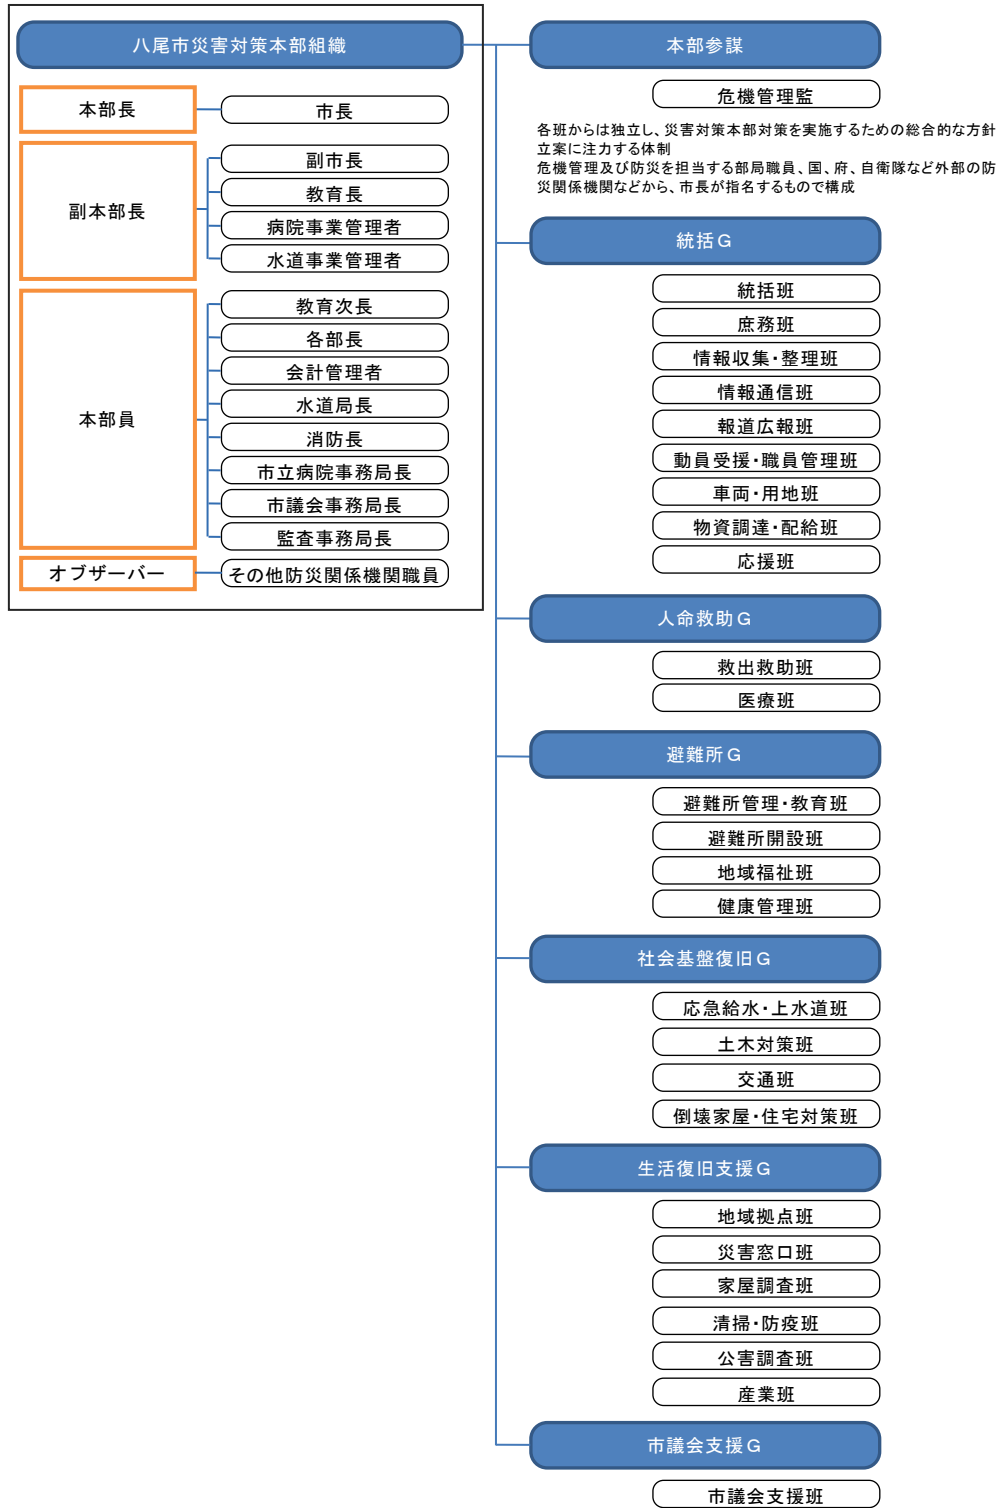 八尾市災害対策本部組織
本部長
市長
副本部長
副市長
教育長
病院事業管理者
水道事業管理者
本部員
教育次長
各部長
会計管理者
水道局長
消防長
市立病院事務局長
市議会事務局長
監査事務局長
オブザーバー
その他防災関係機関職員
本部参謀
危機管理監
各班からは独立し、災害対策本部対策を実施するための総合的な方針
立案に注力する体制
危機管理及び防災を担当する部局職員、国、府、自衛隊など外部の防
災関係機関などから、市長が指名するもので構成
統括G
統括班
庶務班
情報収集・整理班
情報通信班
報道広報班
動員受援・職員管理班
車両・用地班
物資調達・配給班
応援班
人命救助G
救出救助班
医療班
避難所G
避難所管理・教育班
避難所開設班
地域福祉班
健康管理班
社会基盤復旧G
応急給水・上水道班
土木対策班
交通班
倒壊家屋・住宅対策班
生活復旧支援G
地域拠点班
災害窓口班
家屋調査班
清掃・防疫班
公害調査班
産業班
市議会支援G
市議会支援班